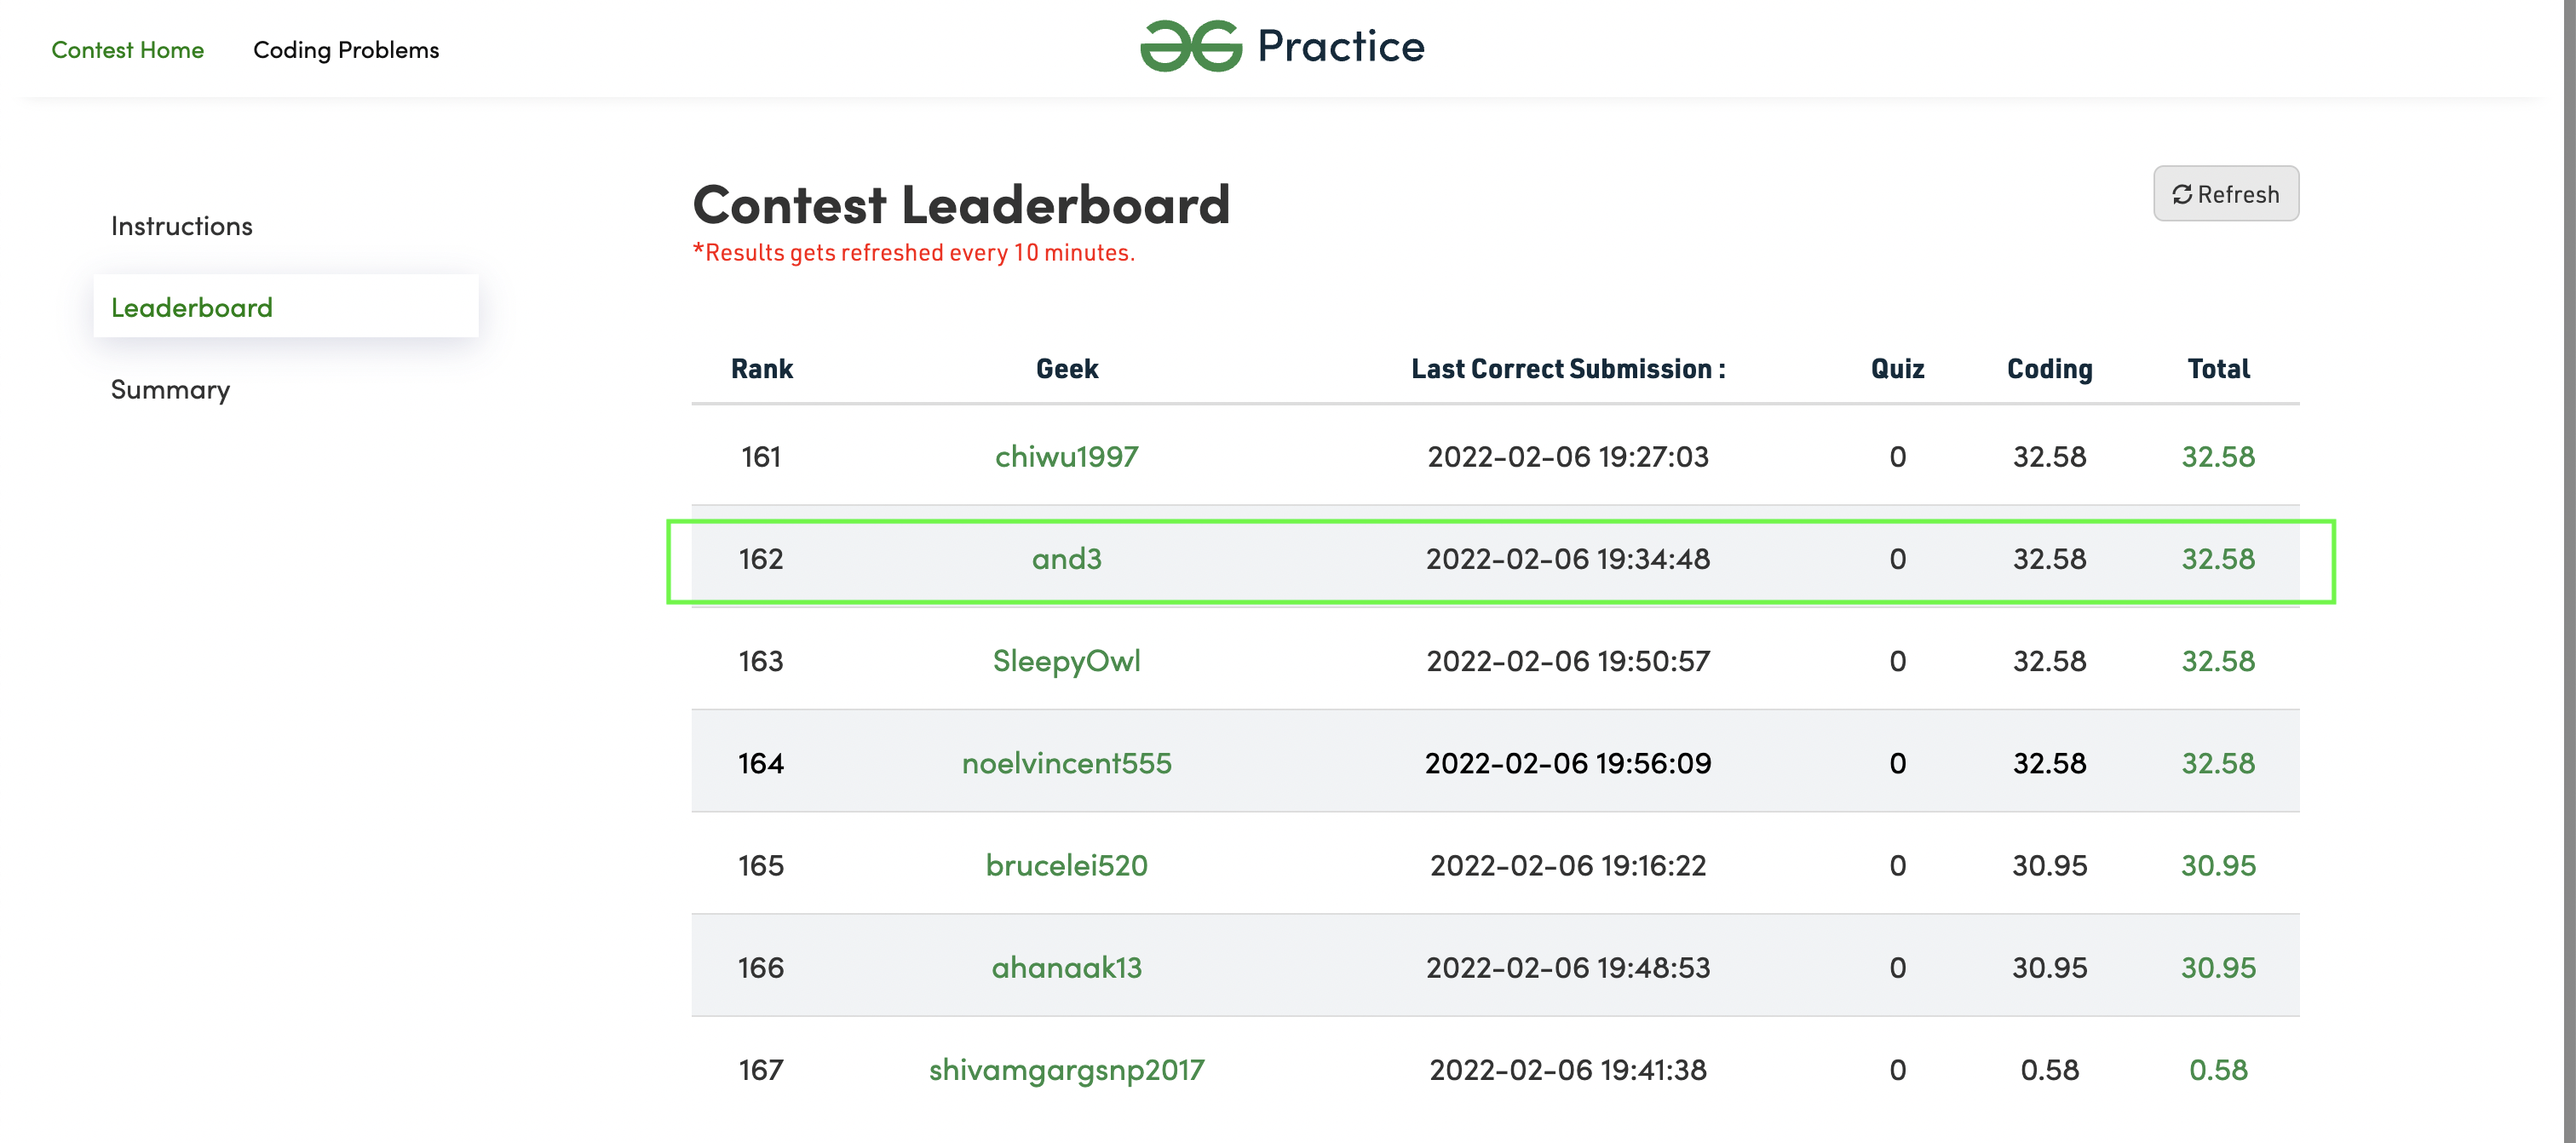 Contest Home Coding Problems Practice
Instructions
Leaderboard
Summary
Contest Leaderboard
Refresh
*Results gets refreshed every 10 minutes.
Rank Geek Last Correct Submission : Quiz Coding Total
161 chiwu1997 2022-02-06 19:27:03 0 32.58 32.58
162 and3 2022-02-06 19:34:48 0 32.58 32.58
163 SleepyOwl 2022-02-06 19:50:57 0 32.58 32.58
164 noelvincent555 2022-02-06 19:56:09 0 32.58 32.58
165 brucelei520 2022-02-06 19:16:22 0 30.95 30.95
166 ahanaak13 2022-02-06 19:48:53 0 30.95 30.95
167 shivamgargsnp2017 2022-02-06 19:41:38 0 0.58 0.58